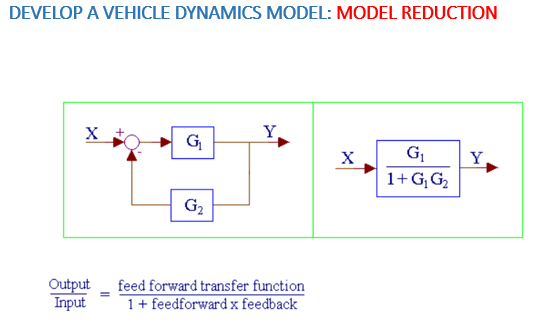 DEVELOP A VEHICLE DYNAMICS MODEL: MODEL REDUCTION
X + G₁ Y
-
G₂
X G₁ Y
1+G₁G₂
Output = feed forward transfer function
Input 1 + feedforward x feedback